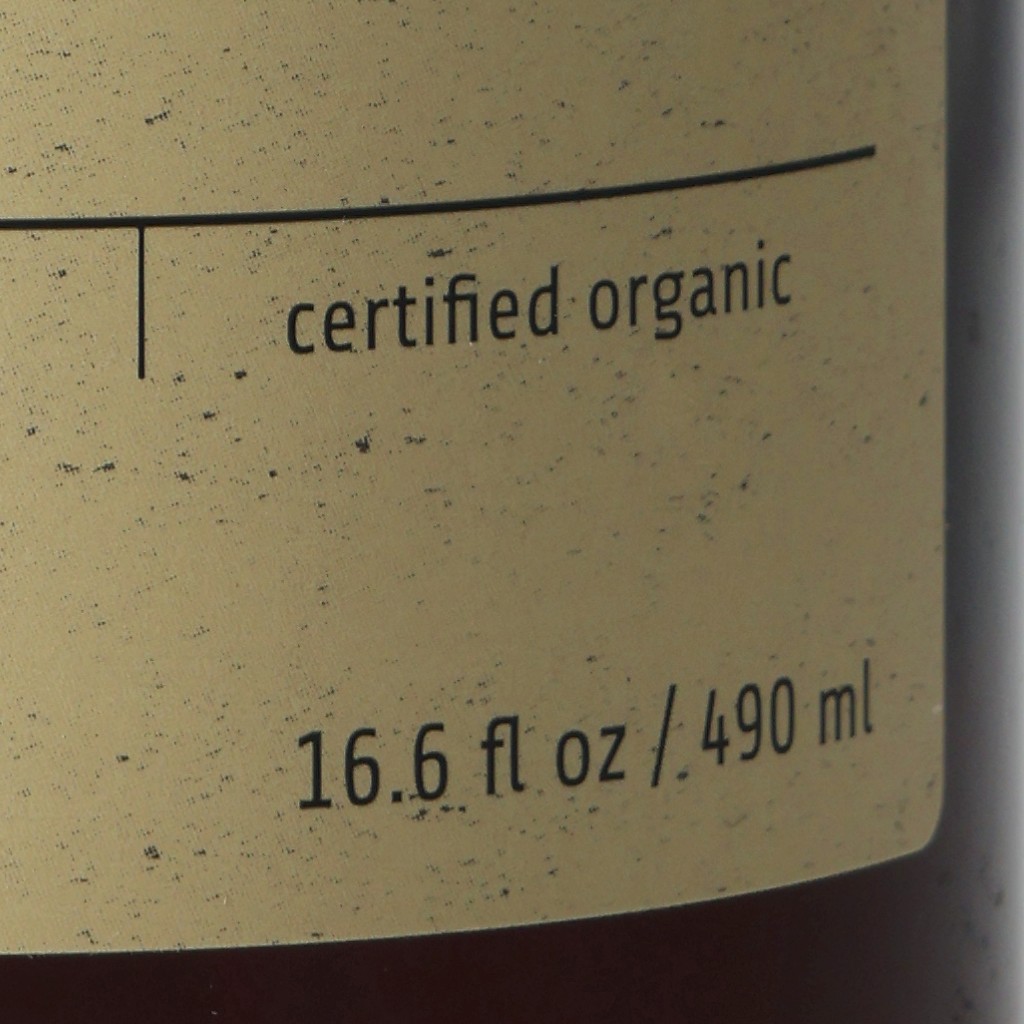 certified organic
16.6 fl oz / 490 ml